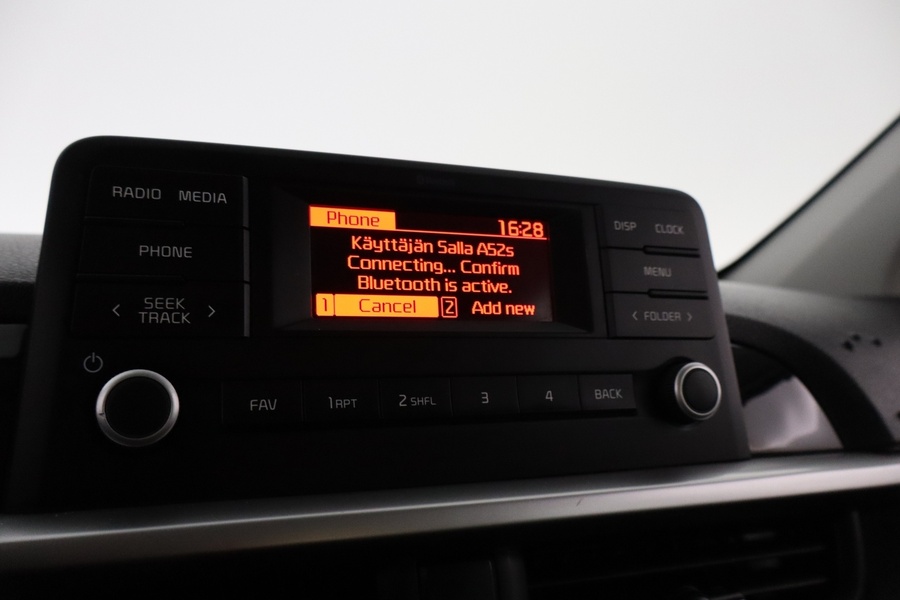 RADIO MEDIA
PHONE
< SEEK TRACK >
Phone 16:28
Käyttäjän Salla A52s
Connecting... Confirm
Bluetooth is active.
1 Cancel 2 Add new
DISP CLOCK
MENU
< FOLDER >
FAV 1 RPT 2 SHFL 3 4 BACK